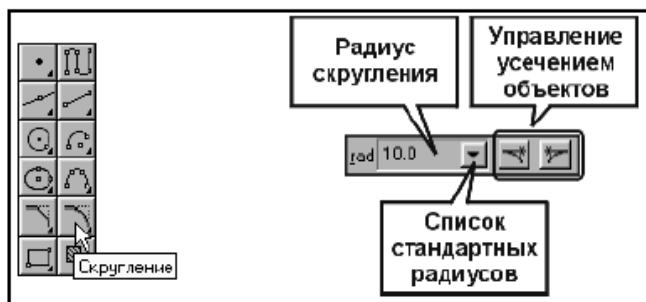 Радиус
скругления
Управление
усечением
объектов
rad 10.0
Список
стандартных
радиусов
Скругление